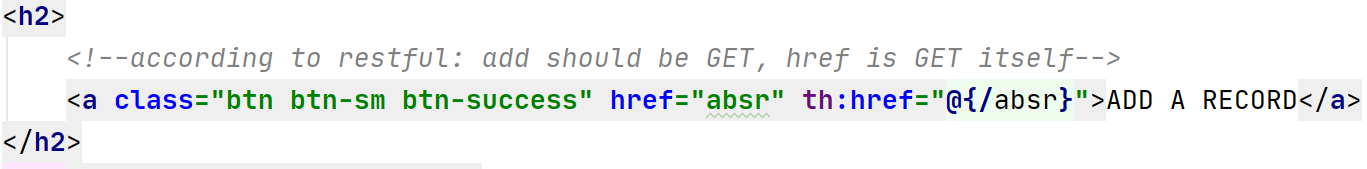 <h2>
<!--according to restful: add should be GET, href is GET itself-->
<a class="btn btn-sm btn-success" href="absr" th:href="@{/absr}">ADD A RECORD</a>
</h2>